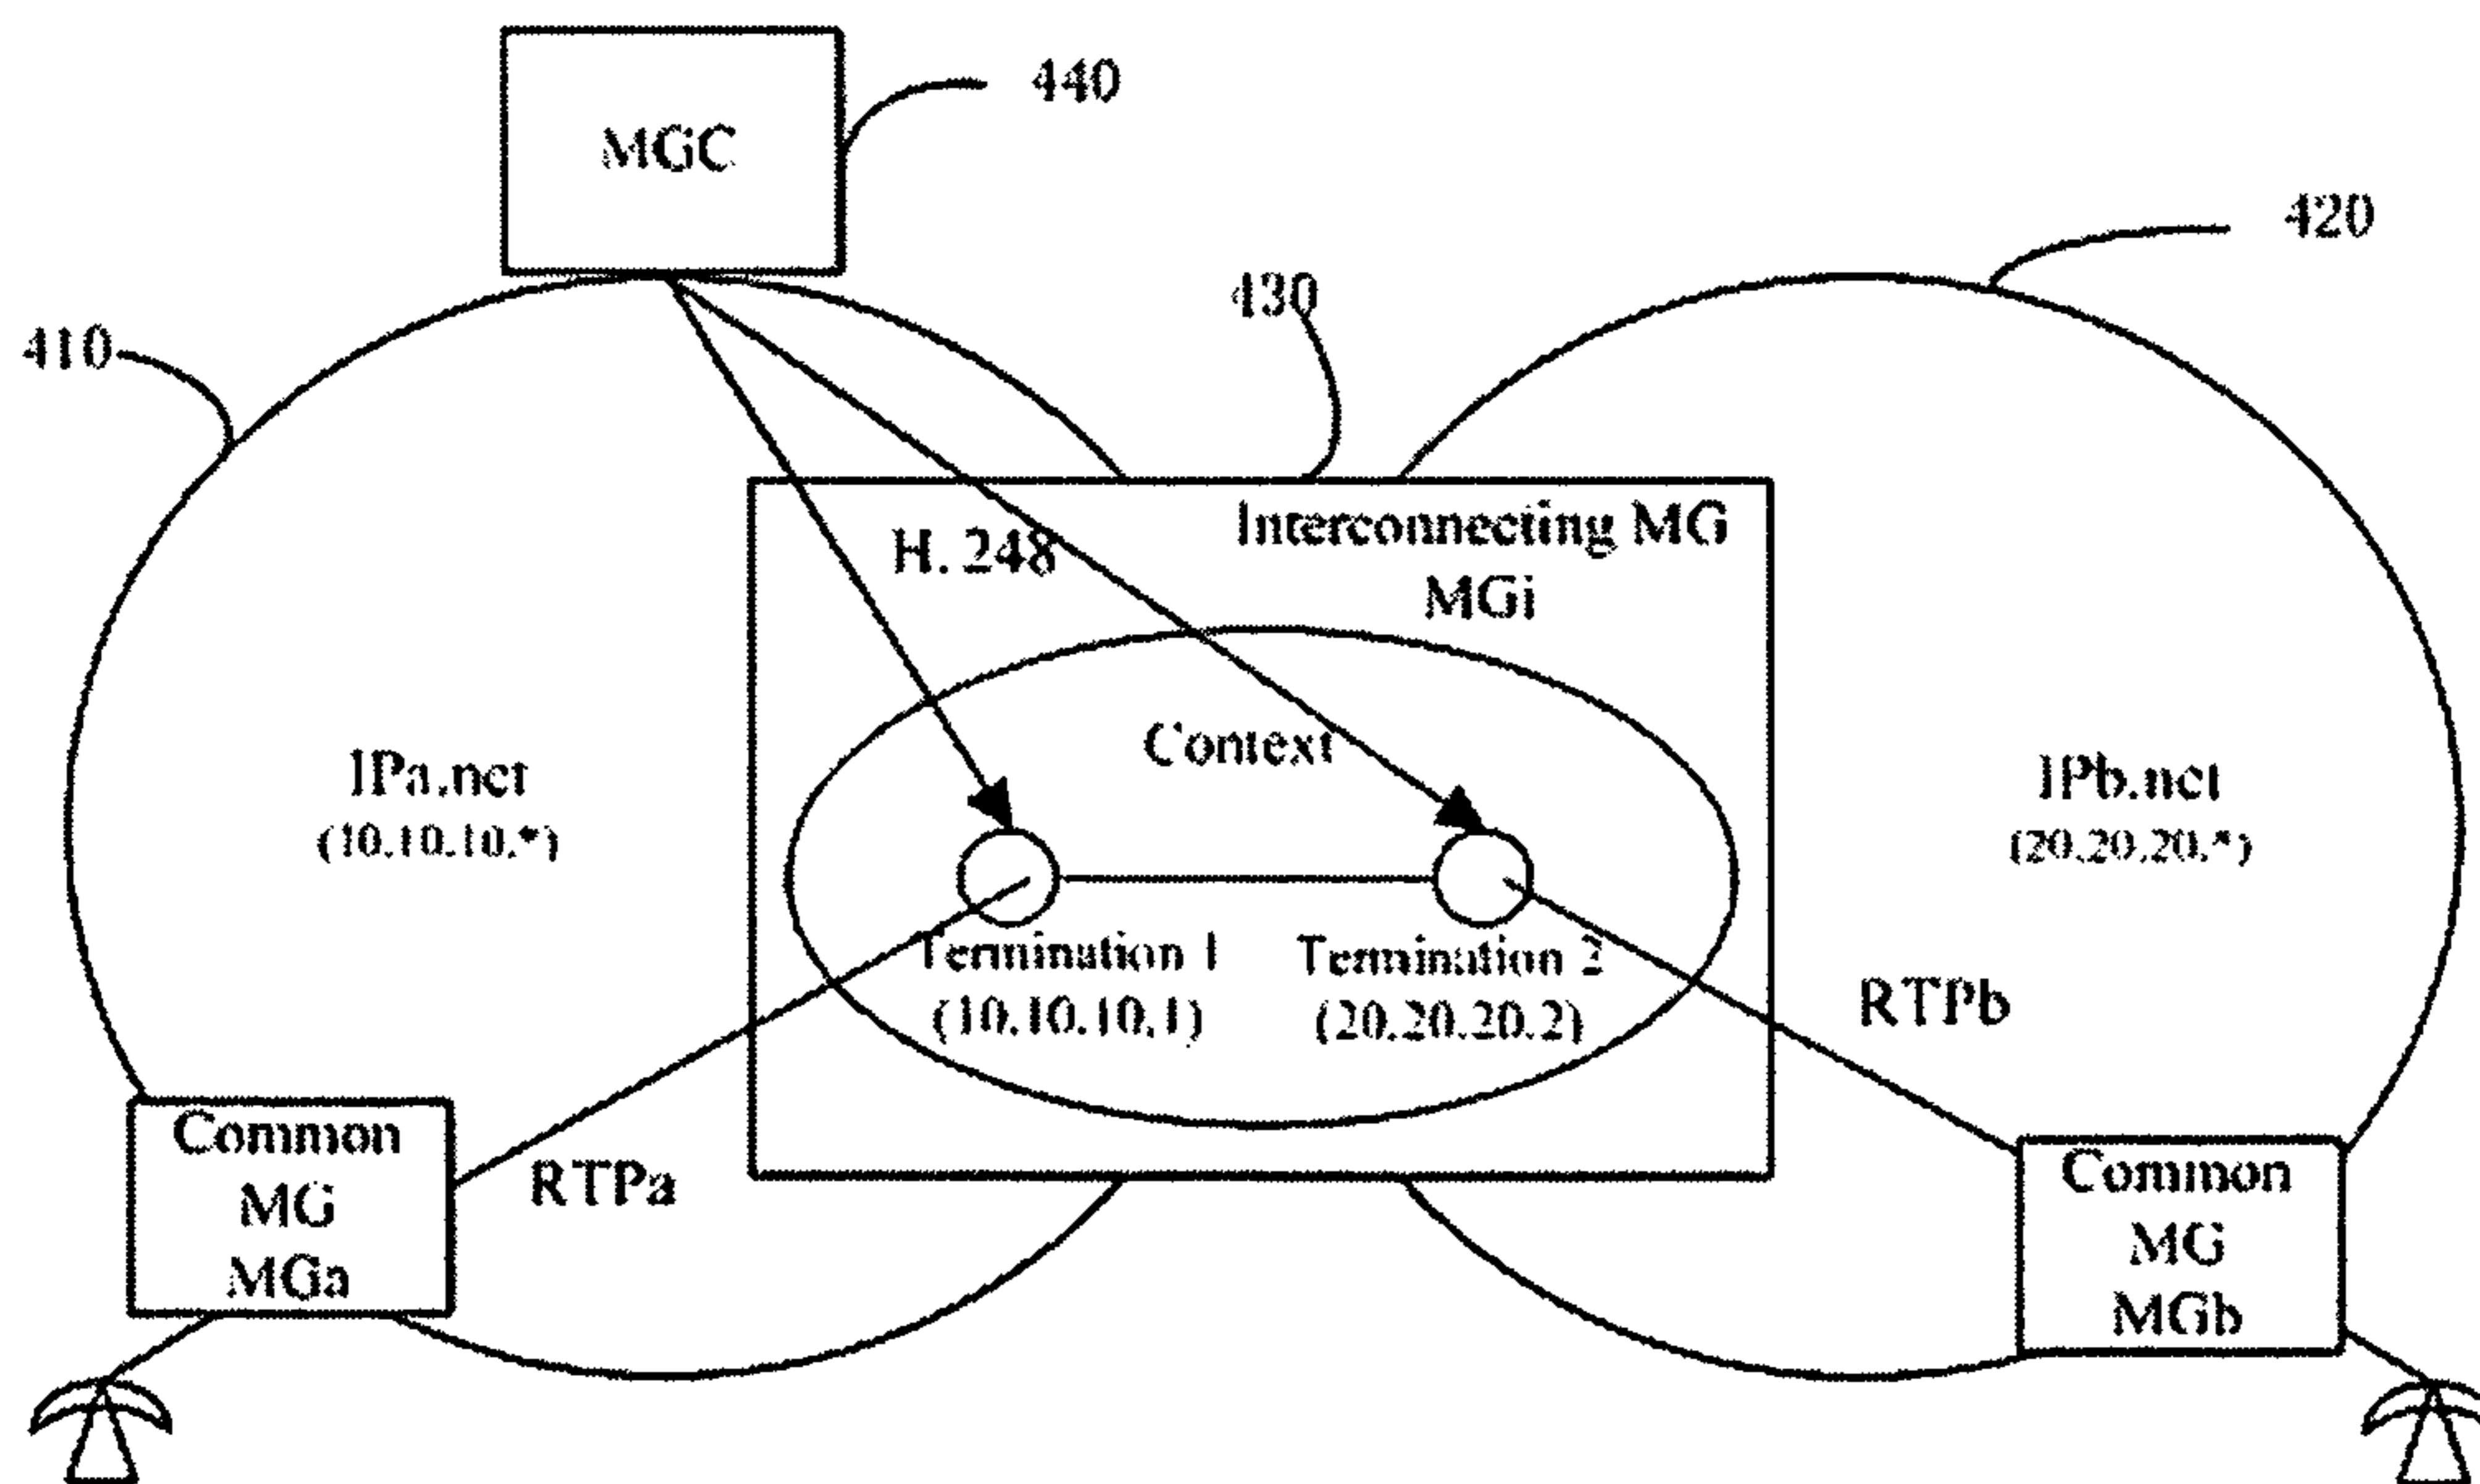 MGC
440
420
430
410
H. 248
Interconnecting MG
MGi
Context
IPa.net
(10.10.10.*)
IPb.net
(20.20.20.*)
Termination 1
(10.10.10.1)
Termination 2
(20.20.20.2)
RTPb
Common
MG
MGa
RTPa
Common
MG
MGb